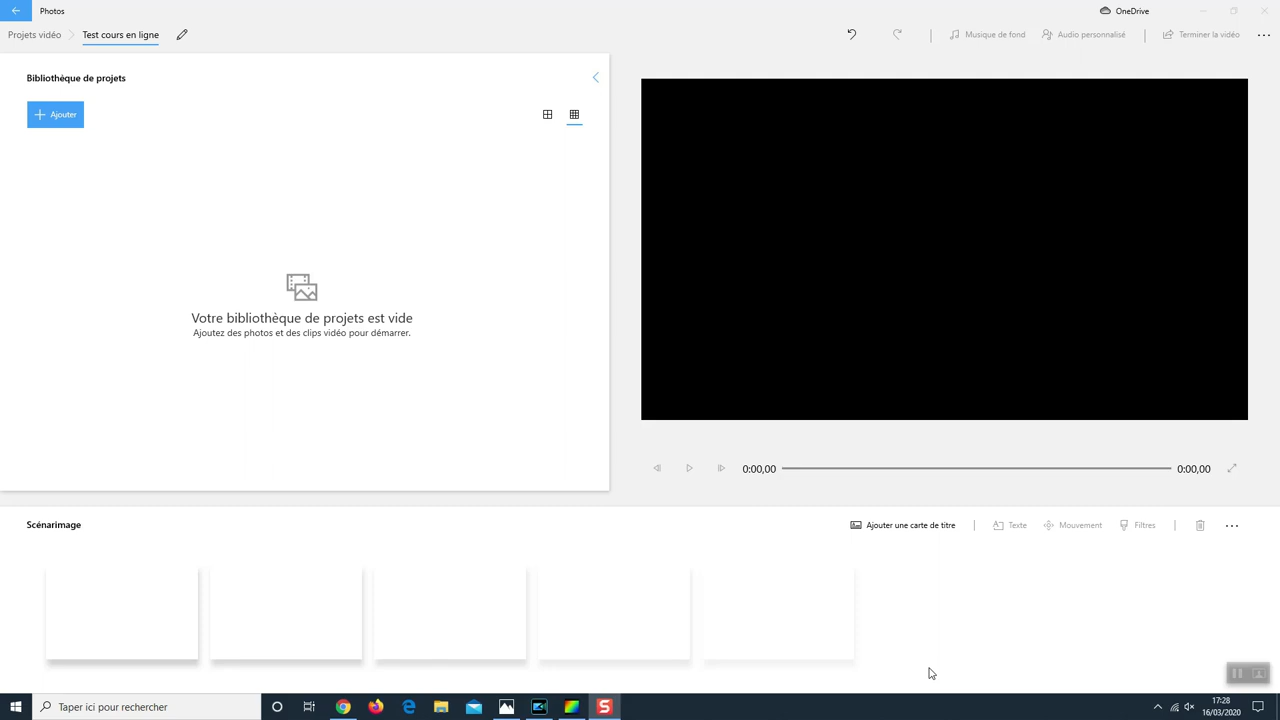 Photos
OneDrive
Projets vidéo
Test cours en ligne
Musique de fond
Audio personnalisé
Terminer la vidéo
Bibliothèque de projets
Ajouter
Votre bibliothèque de projets est vide
Ajoutez des photos et des clips vidéo pour démarrer.
0:00,00
0:00,00
Scénarimage
Ajouter une carte de titre
Texte
Mouvement
Filtres
Taper ici pour rechercher
17:28
16/03/2020